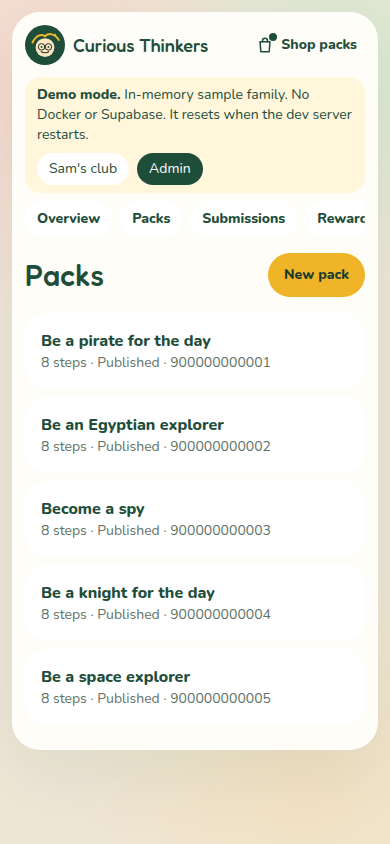 Curious Thinkers
Shop packs
Demo mode. In-memory sample family. No
Docker or Supabase. It resets when the dev server
restarts.
Sam's club
Admin
Overview
Packs
Submissions
Packs
New pack
Be a pirate for the day
8 steps · Published · 900000000001
Be an Egyptian explorer
8 steps · Published · 900000000002
Become a spy
8 steps · Published · 900000000003
Be a knight for the day
8 steps · Published · 900000000004
Be a space explorer
8 steps · Published · 900000000005